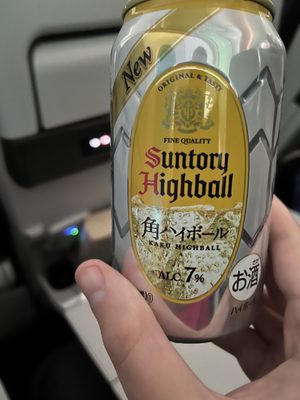 New
ORIGINAL & TASTY
FINE QUALITY
Suntory
Highball
角ハイボール
KAKU HIGHBALL
ALC.7%
お酒